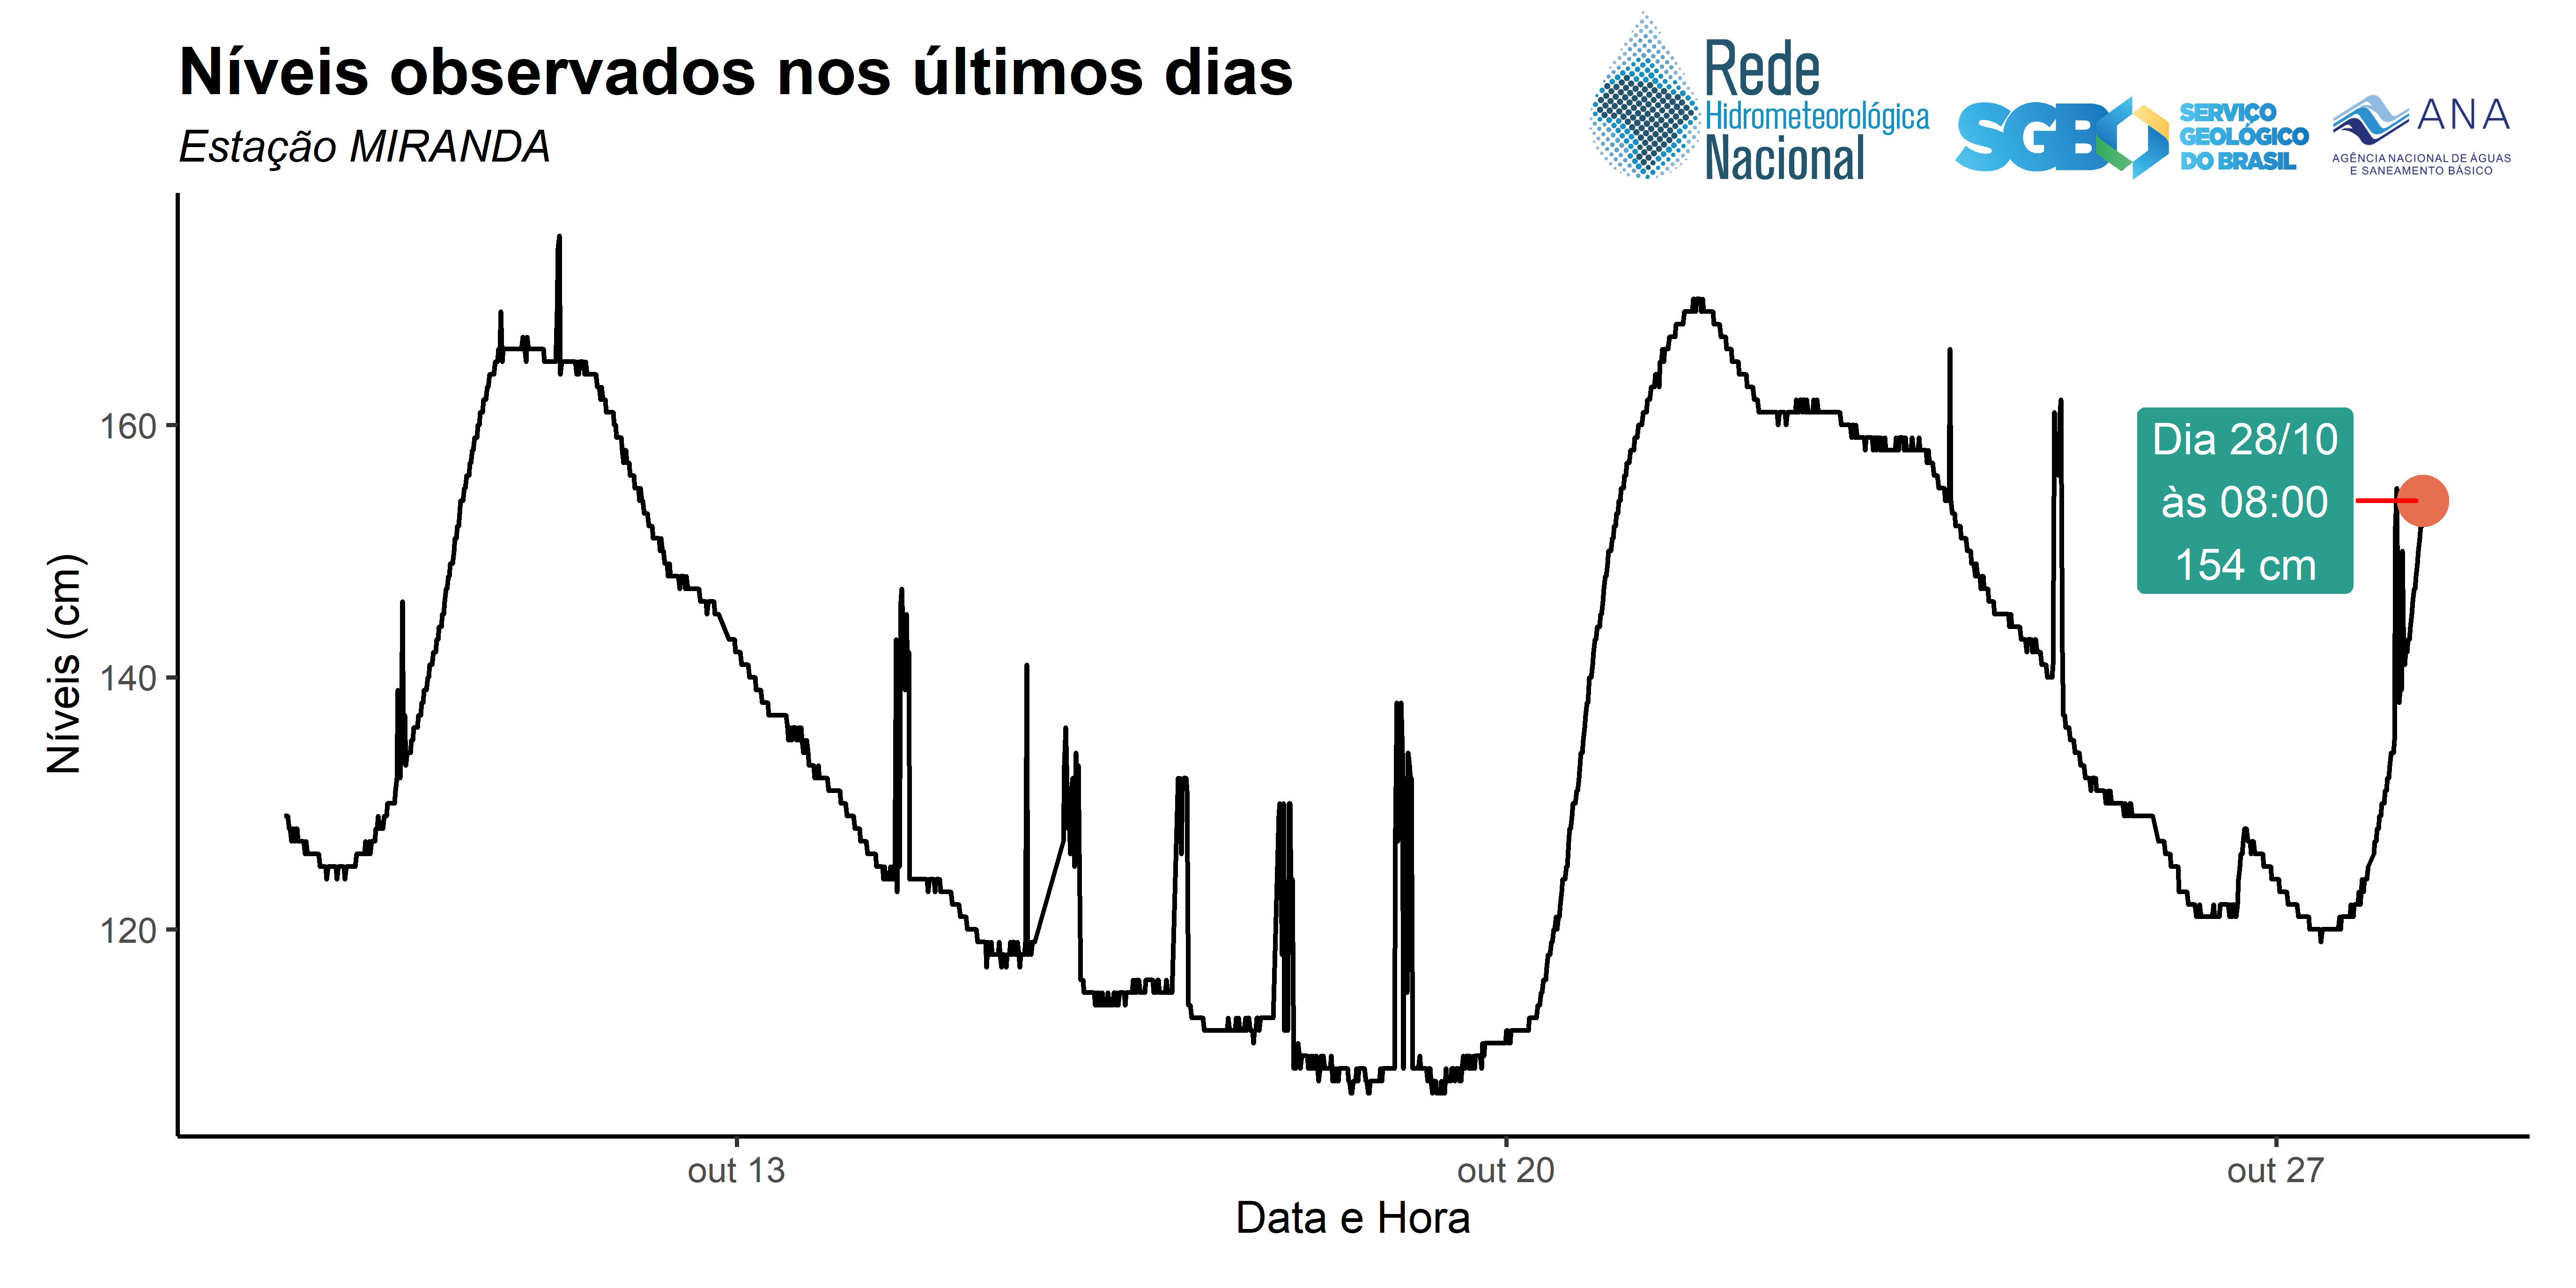 Níveis observados nos últimos dias
Estação MIRANDA
Rede
Hidrometeorológica
Nacional
SGB
SERVIÇO
GEOLÓGICO
DO BRASIL
ANA
AGÊNCIA NACIONAL DE ÁGUAS
E SANEAMENTO BÁSICO
Níveis (cm)
160
140
120
Dia 28/10
às 08:00
154 cm
out 13
out 20
out 27
Data e Hora